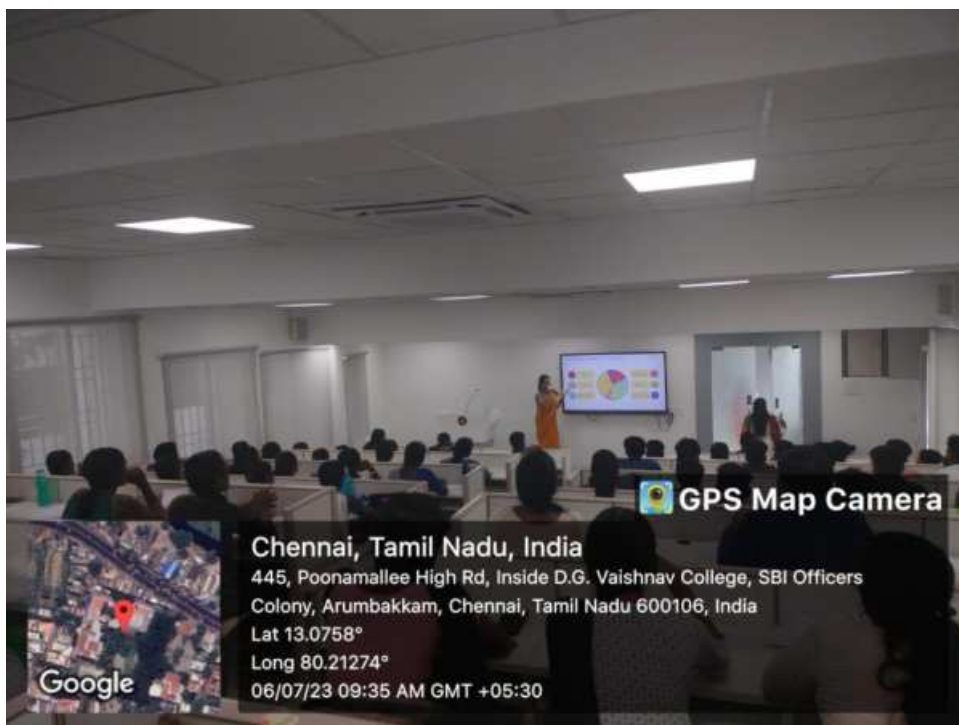 GPS Map Camera
Chennai, Tamil Nadu, India
445, Poonamallee High Rd, Inside D.G. Vaishnav College, SBI Officers
Colony, Arumbakkam, Chennai, Tamil Nadu 600106, India
Lat 13.0758°
Long 80.21274°
06/07/23 09:35 AM GMT +05:30
Google